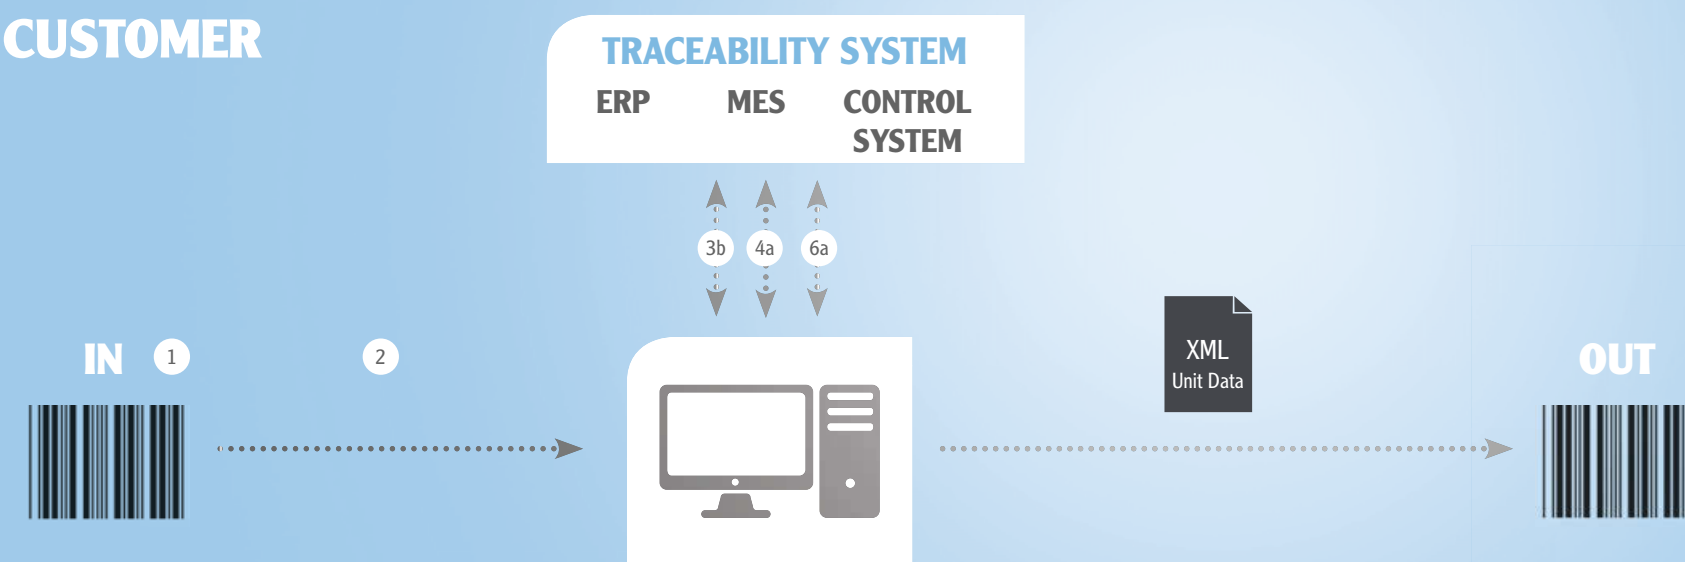 CUSTOMER
TRACEABILITY SYSTEM
ERP MES CONTROL
SYSTEM
3b 4a 6a
IN 1 2
XML
Unit Data
OUT